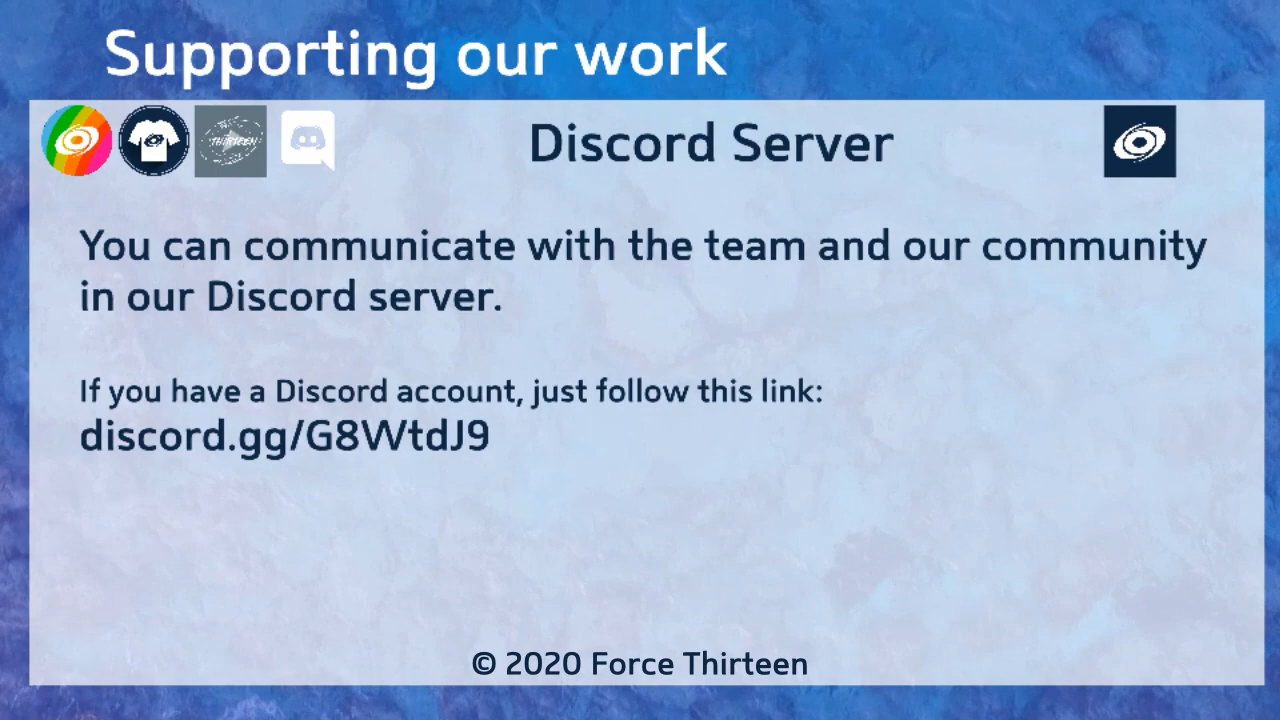 Supporting our work
THIRTEEN
Discord Server
You can communicate with the team and our community
in our Discord server.
If you have a Discord account, just follow this link:
discord.gg/G8WtdJ9
© 2020 Force Thirteen